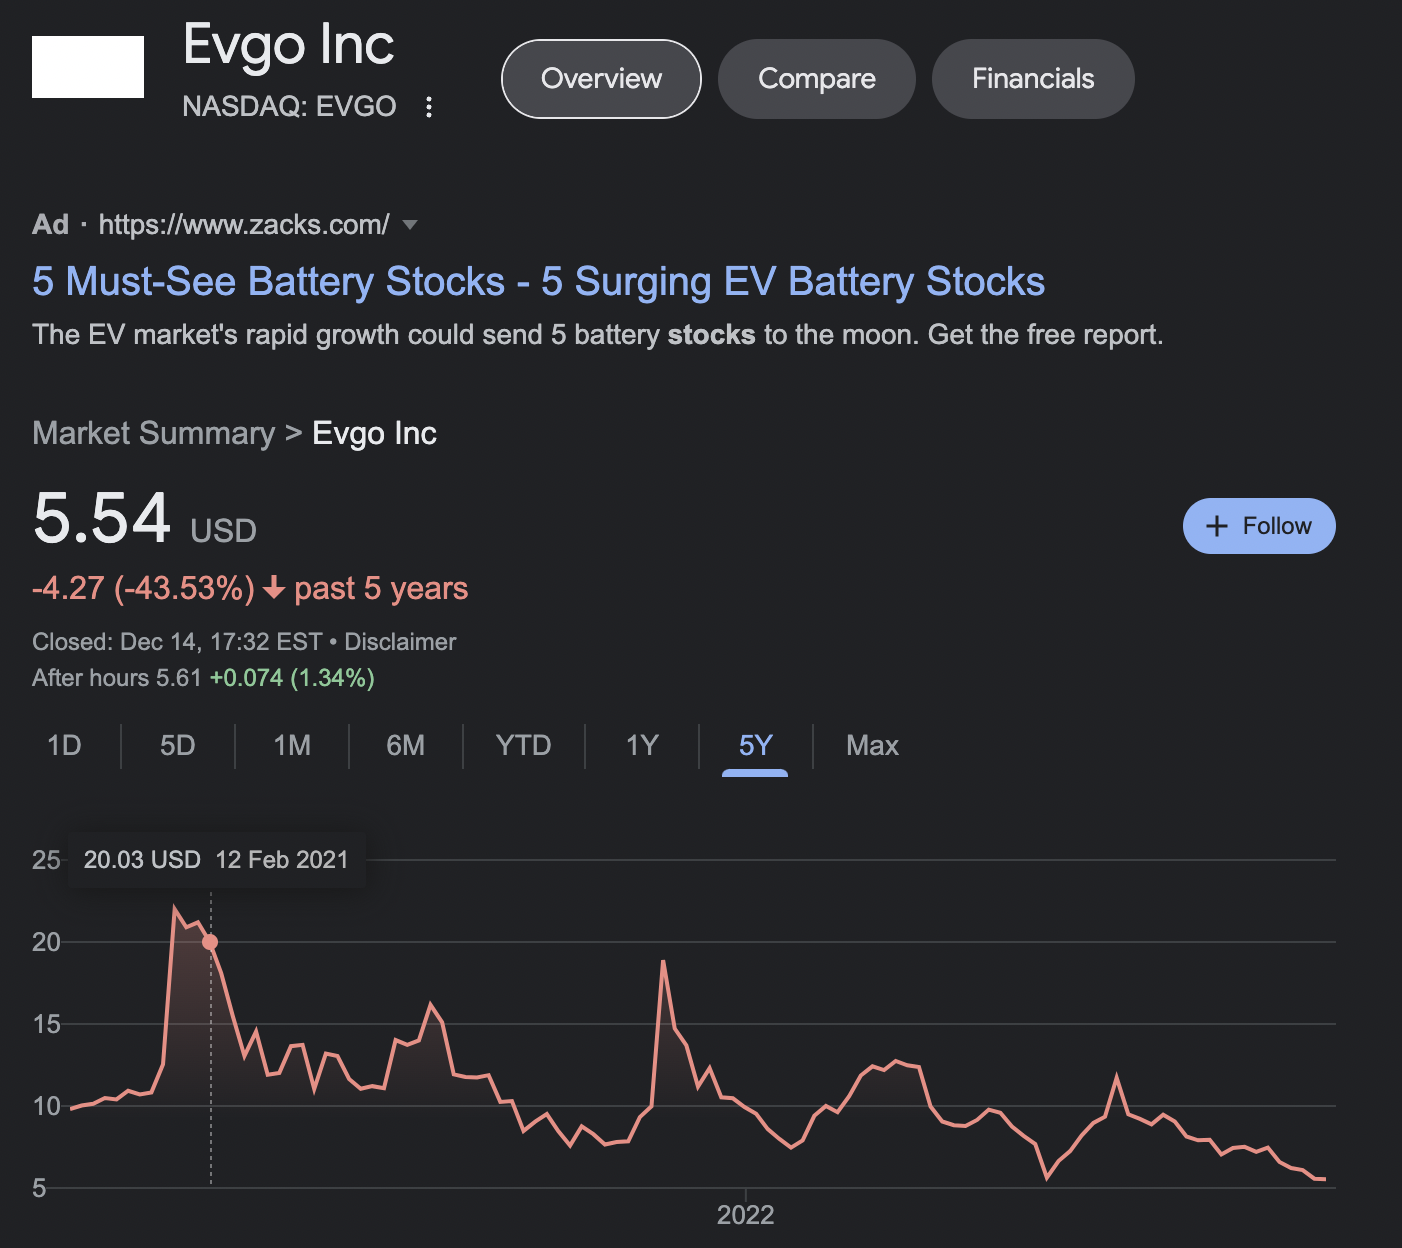 Evgo Inc
NASDAQ: EVGO
Overview
Compare
Financials
Ad · https://www.zacks.com/
5 Must-See Battery Stocks - 5 Surging EV Battery Stocks
The EV market's rapid growth could send 5 battery stocks to the moon. Get the free report.
Market Summary > Evgo Inc
5.54 USD
+ Follow
-4.27 (-43.53%) ↓ past 5 years
Closed: Dec 14, 17:32 EST • Disclaimer
After hours 5.61 +0.074 (1.34%)
1D 5D 1M 6M YTD 1Y 5Y Max
25
20.03 USD 12 Feb 2021
20
15
10
5
2022